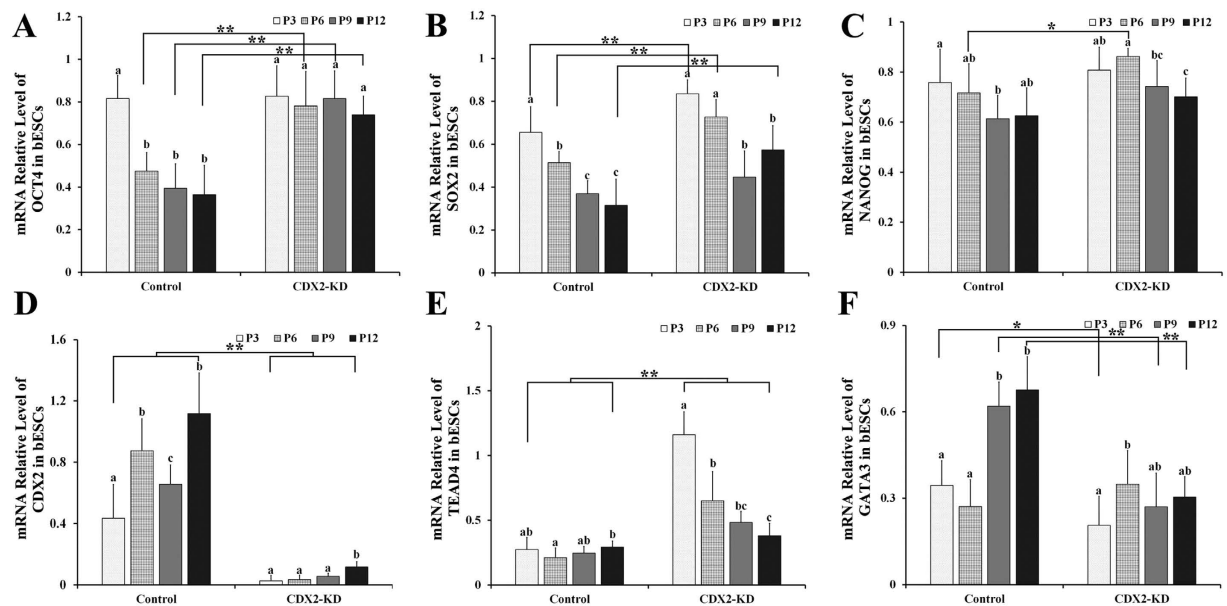 A
P3 P6 P9 P12
mRNA Relative Level of
OCT4 in bESCs
1.2
1
0.8
0.6
0.4
0.2
0
** ** **
a b b b a a a a
Control CDX2-KD
B
P3 P6 P9 P12
mRNA Relative Level of
SOX2 in bESCs
1
0.8
0.6
0.4
0.2
0
** ** **
a b c c a a b b
Control CDX2-KD
C
P3 P6 P9 P12
mRNA Relative Level of
NANOG in bESCs
1
0.8
0.6
0.4
0.2
0
*
a ab b ab ab a bc c
Control CDX2-KD
D
P3 P6 P9 P12
mRNA Relative Level of
CDX2 in bESCs
1.6
1.2
0.8
0.4
0
**
a b c b a a a b
Control CDX2-KD
E
P3 P6 P9 P12
mRNA Relative Level of
TEAD4 in bESCs
2
1.5
1
0.5
0
**
ab a ab b a b bc c
Control CDX2-KD
F
P3 P6 P9 P12
mRNA Relative Level of
GATA3 in bESCs
0.9
0.6
0.3
0
* ** **
a a b b a b ab ab
Control CDX2-KD